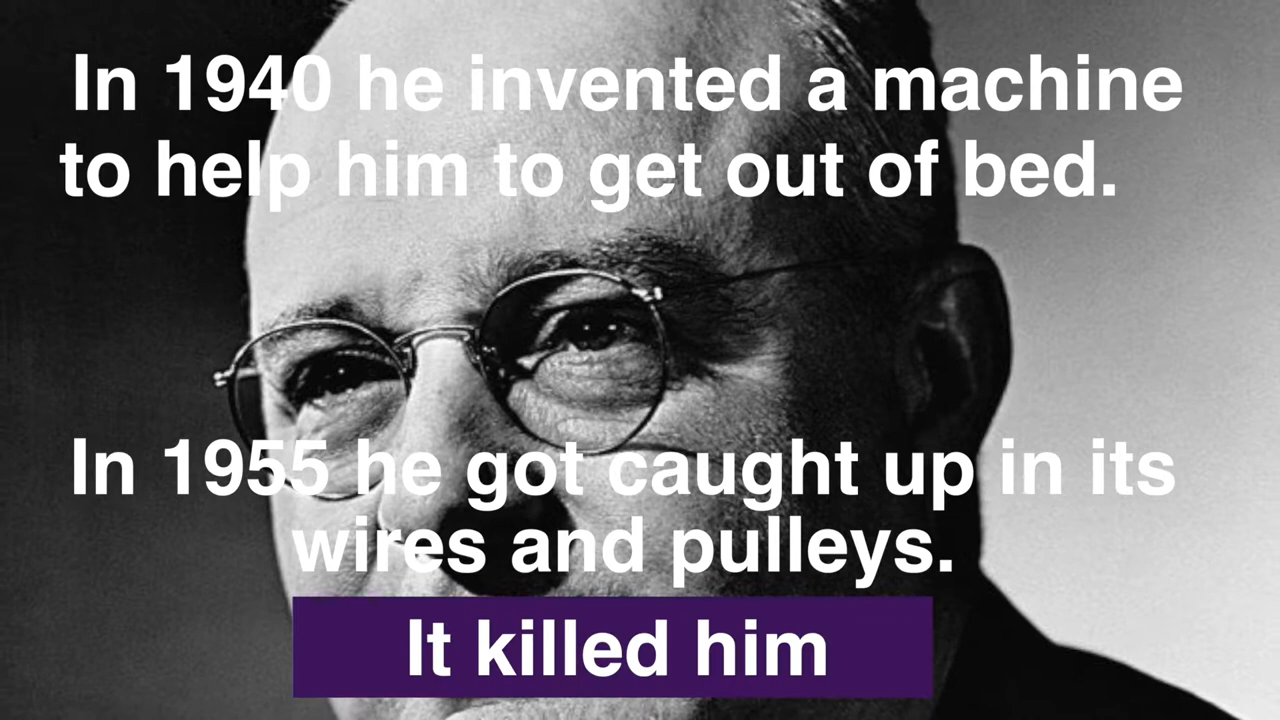 In 1940 he invented a machine
to help him to get out of bed.
In 1955 he got caught up in its
wires and pulleys.
It killed him